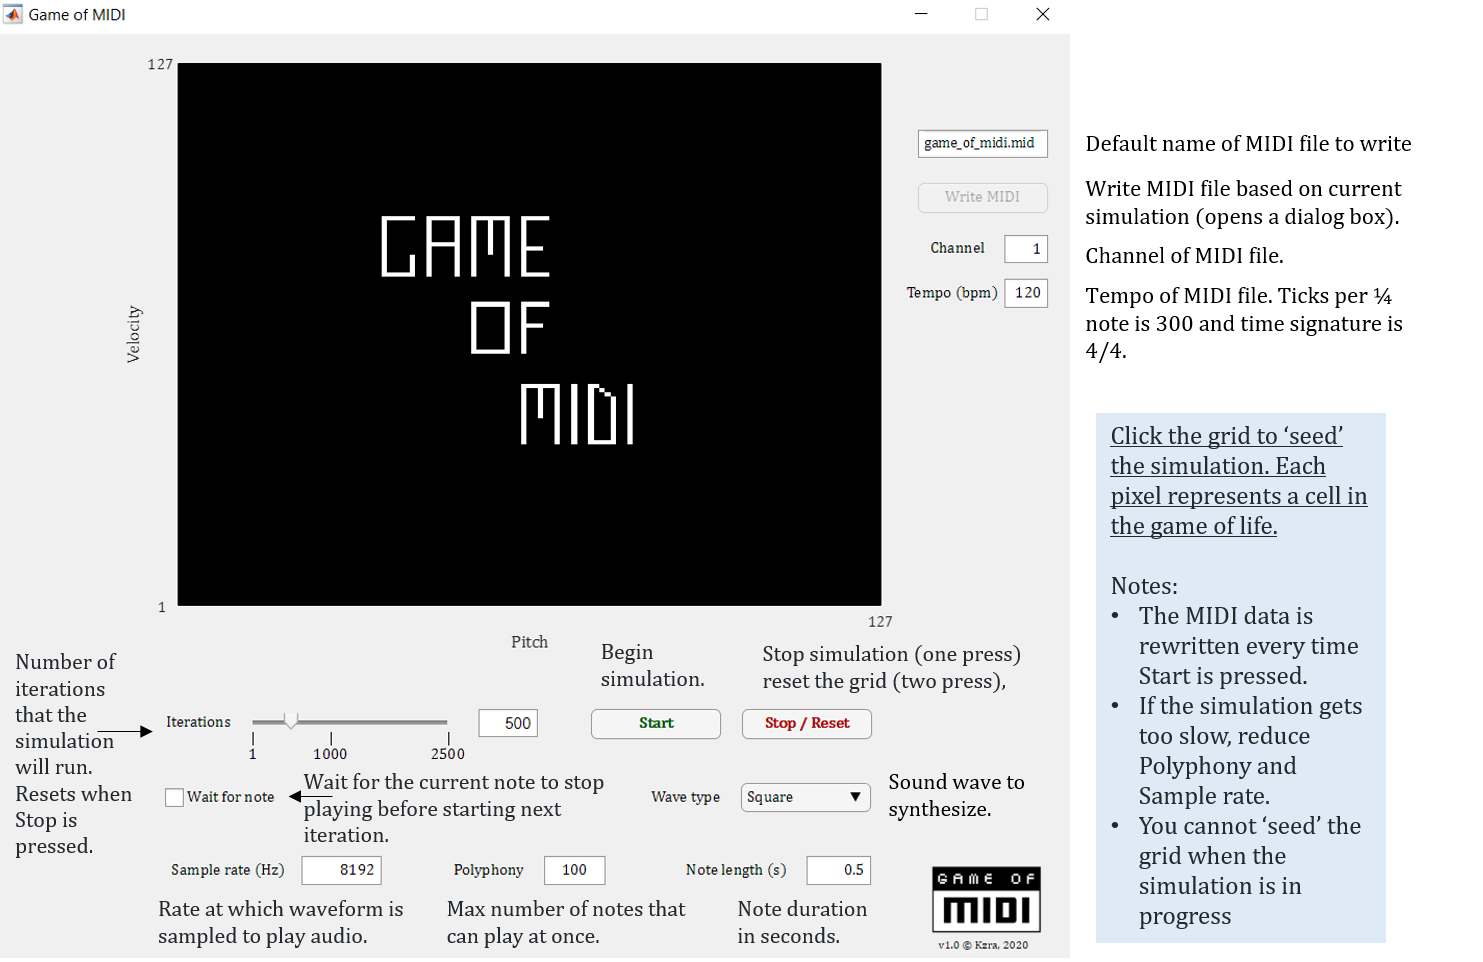 Game of MIDI
127
GAME
OF
MIDI
Velocity
1
127
Pitch
game_of_midi.mid
Write MIDI
Channel 1
Tempo (bpm) 120
Default name of MIDI file to write
Write MIDI file based on current
simulation (opens a dialog box).
Channel of MIDI file.
Tempo of MIDI file. Ticks per ¼
note is 300 and time signature is
4/4.
Click the grid to ‘seed’
the simulation. Each
pixel represents a cell in
the game of life.
Notes:
• The MIDI data is
rewritten every time
Start is pressed.
• If the simulation gets
too slow, reduce
Polyphony and
Sample rate.
• You cannot ‘seed’ the
grid when the
simulation is in
progress
Number of
iterations
that the
simulation
will run.
Resets when
Stop is
pressed.
Begin
simulation.
Stop simulation (one press)
reset the grid (two press),
Iterations
1 1000 2500
500
Start
Stop / Reset
Wait for note
Wait for the current note to stop
playing before starting next
iteration.
Wave type
Square
Sound wave to
synthesize.
Sample rate (Hz) 8192
Polyphony 100
Note length (s) 0.5
Rate at which waveform is
sampled to play audio.
Max number of notes that
can play at once.
Note duration
in seconds.
GAME OF
MIDI
v1.0 © Kzra, 2020